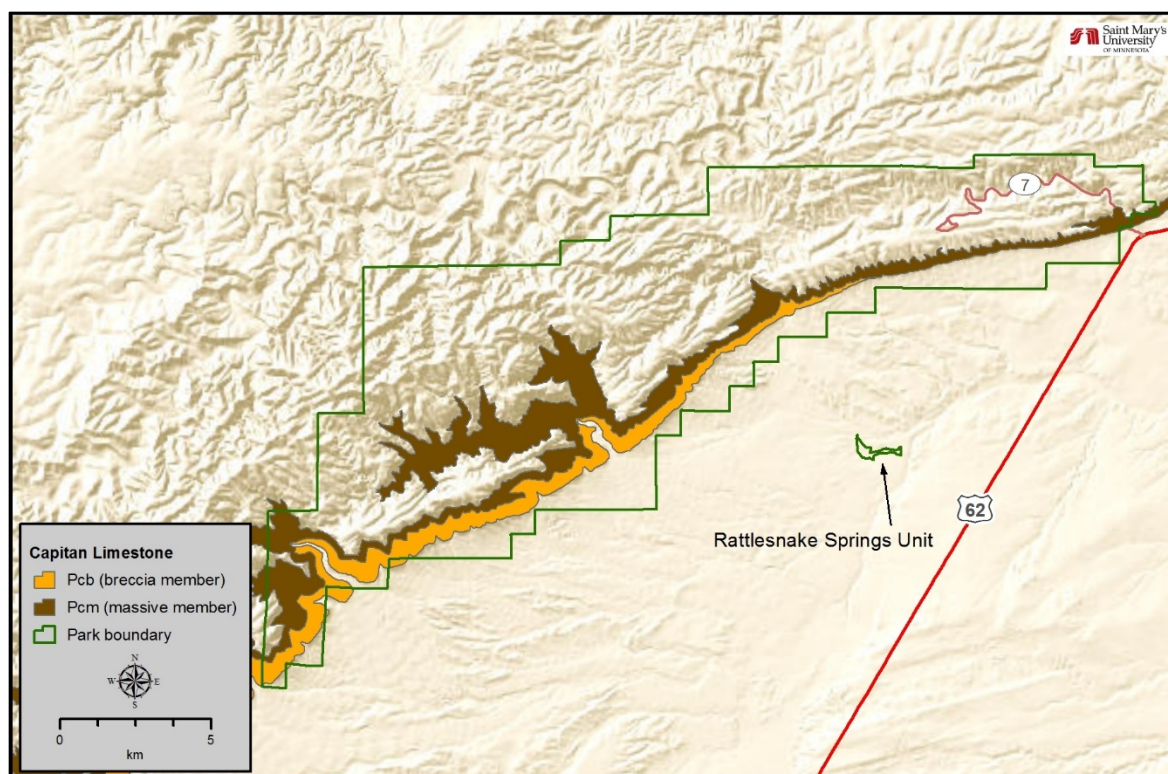 Saint Mary's
University
OF MINNESOTA
7
62
Rattlesnake Springs Unit
Capitan Limestone
Pcb (breccia member)
Pcm (massive member)
Park boundary
N
W E
S
0 5
km